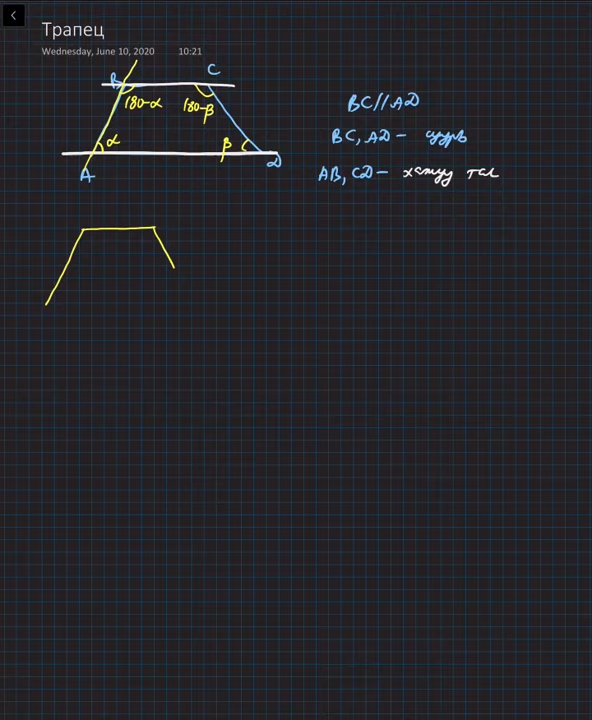 Трапец
Wednesday, June 10, 2020 10:21
B C
180-α 180-β
α β
A D
BC//AD
BC, AD - суурь
AB, CD - хажуу тал